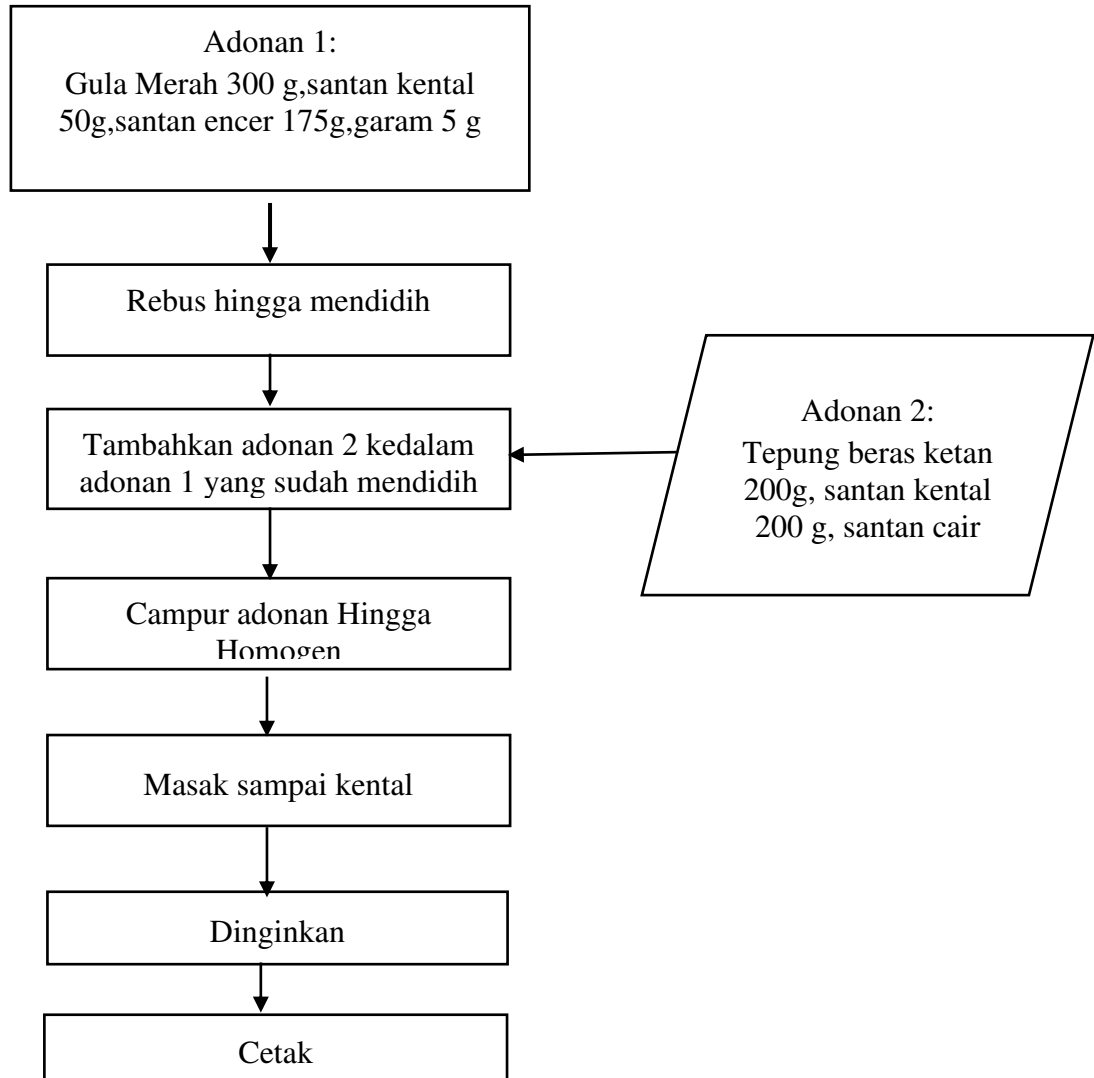 Adonan 1:
Gula Merah 300 g,santan kental
50g,santan encer 175g,garam 5 g
Rebus hingga mendidih
Tambahkan adonan 2 kedalam
adonan 1 yang sudah mendidih
Adonan 2:
Tepung beras ketan
200g, santan kental
200 g, santan cair
Campur adonan Hingga
Homogen
Masak sampai kental
Dinginkan
Cetak